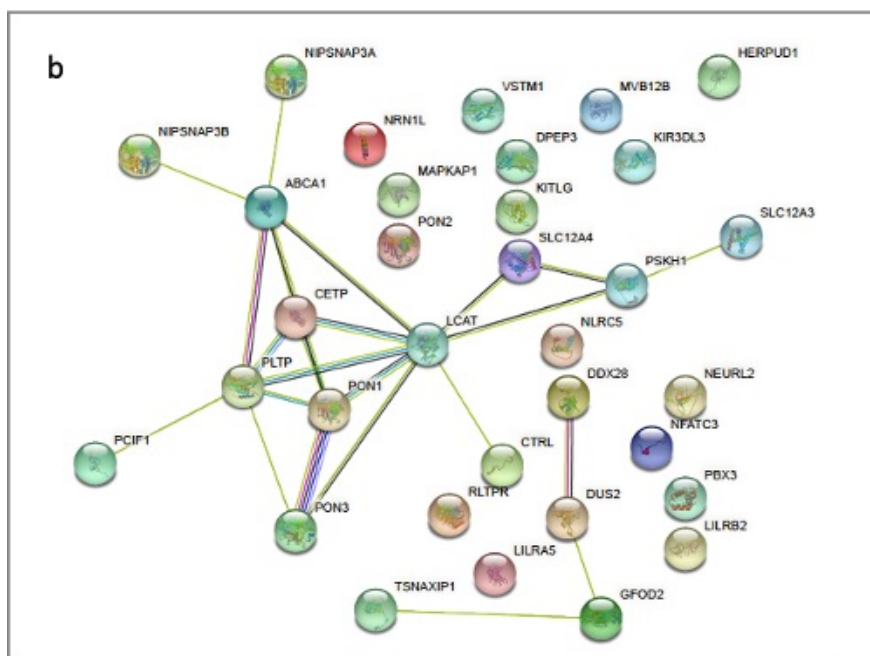 b
NIPSNAP3A
HERPUD1
VSTM1
MVB12B
NRN1L
NIPSNAP3B
DPEP3
KIR3DL3
MAPKAP1
ABCA1
KITLG
PON2
SLC12A3
SLC12A4
PSKH1
CETP
LCAT
NLRC5
PLTP
DDX28
NEURL2
PON1
NFATC3
PCIF1
CTRL
PBX3
RLTPR
DUS2
PON3
LILRB2
LILRA5
TSNAXIP1
GFOD2